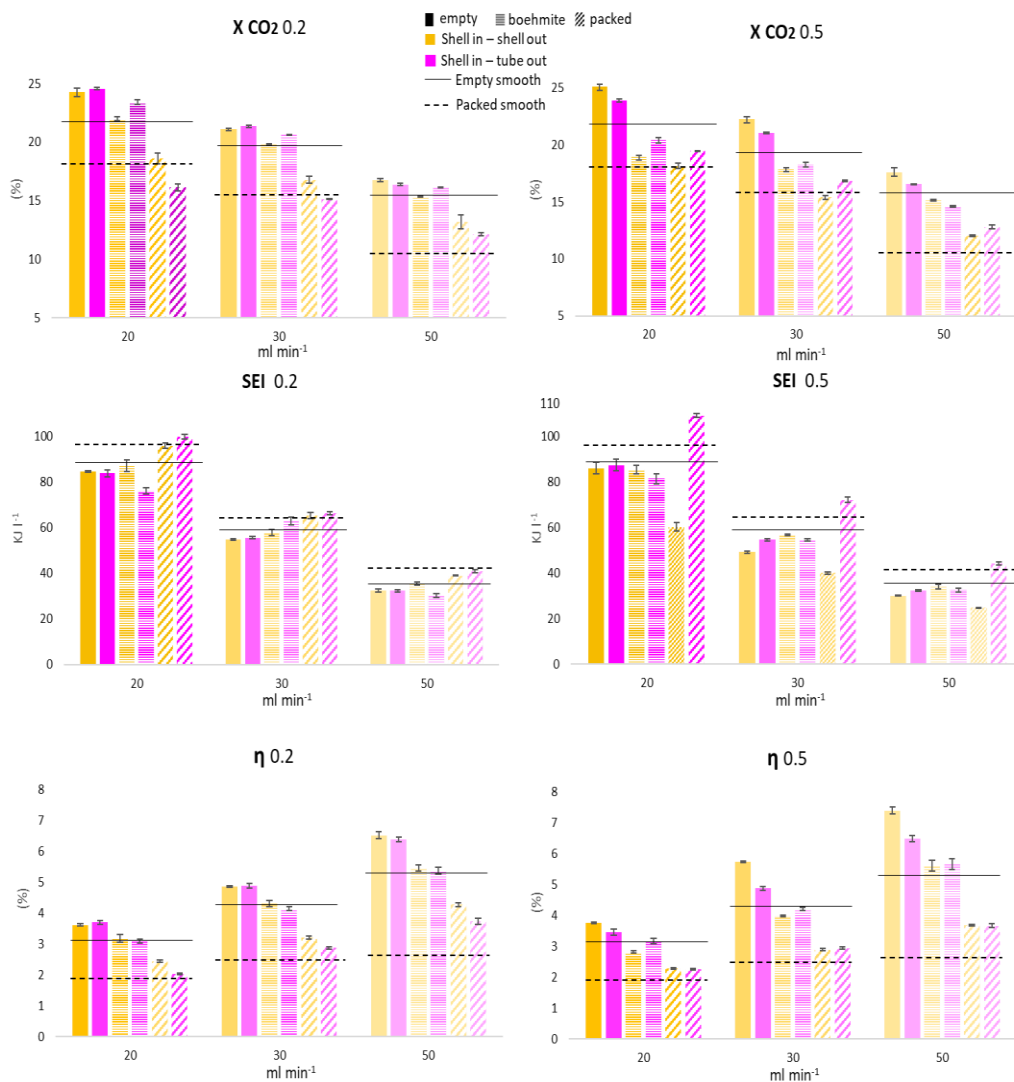 X CO₂ 0.2
empty boehmite packed
Shell in – shell out
Shell in – tube out
Empty smooth
Packed smooth
X CO₂ 0.5
25
20
15
10
5
(%)
20 30 50
ml min⁻¹
25
20
15
10
5
(%)
20 30 50
ml min⁻¹
SEI 0.2
100
80
60
40
20
0
KJ l⁻¹
20 30 50
ml min⁻¹
SEI 0.5
110
100
80
60
40
20
0
KJ l⁻¹
20 30 50
ml min⁻¹
η 0.2
8
7
6
5
4
3
2
1
0
(%)
20 30 50
ml min⁻¹
η 0.5
8
7
6
5
4
3
2
1
0
(%)
20 30 50
ml min⁻¹